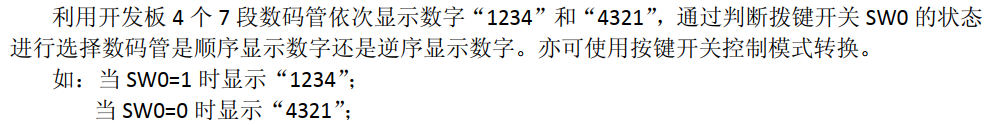 利用开发板 4 个 7 段数码管依次显示数字“1234”和“4321”，通过判断拨键开关 SW0 的状态
进行选择数码管是顺序显示数字还是逆序显示数字。亦可使用按键开关控制模式转换。
如：当 SW0=1 时显示“1234”；
当 SW0=0 时显示“4321”；